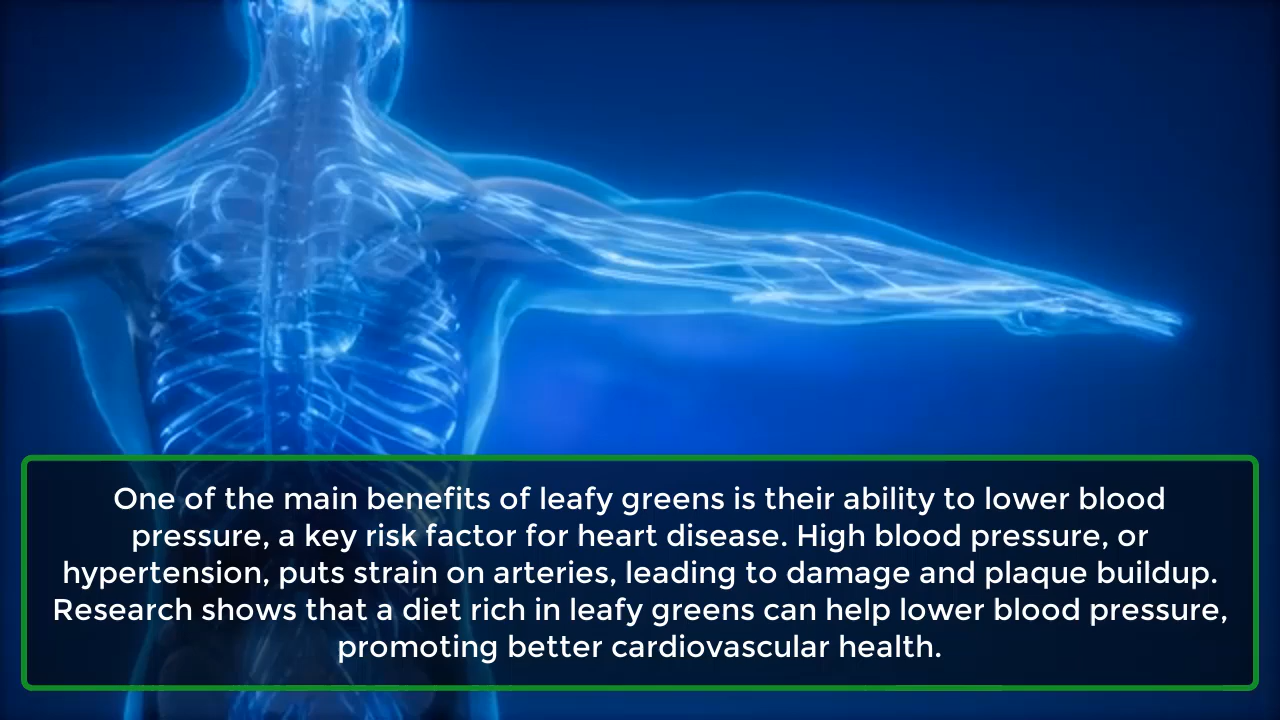 One of the main benefits of leafy greens is their ability to lower blood
pressure, a key risk factor for heart disease. High blood pressure, or
hypertension, puts strain on arteries, leading to damage and plaque buildup.
Research shows that a diet rich in leafy greens can help lower blood pressure,
promoting better cardiovascular health.